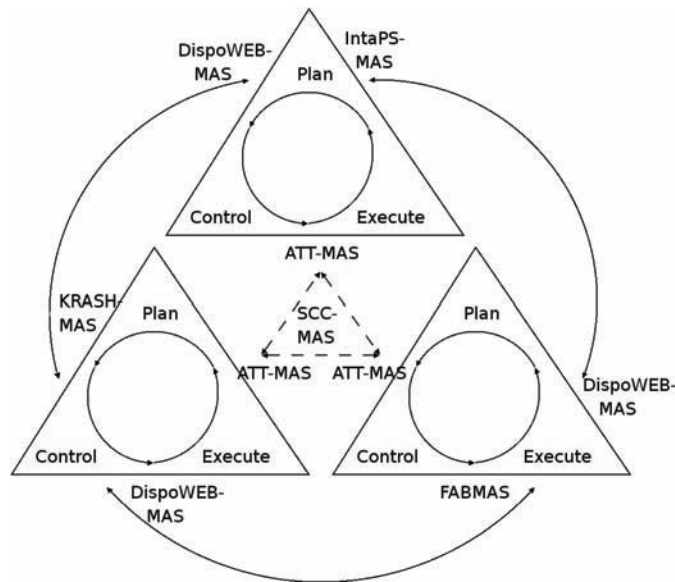 DispoWEB-
MAS
IntaPS-
MAS
Plan
Control
Execute
ATT-MAS
SCC-
MAS
ATT-MAS
ATT-MAS
KRASH-
MAS
Plan
Control
Execute
DispoWEB-
MAS
Plan
DispoWEB-
MAS
Control
Execute
FABMAS